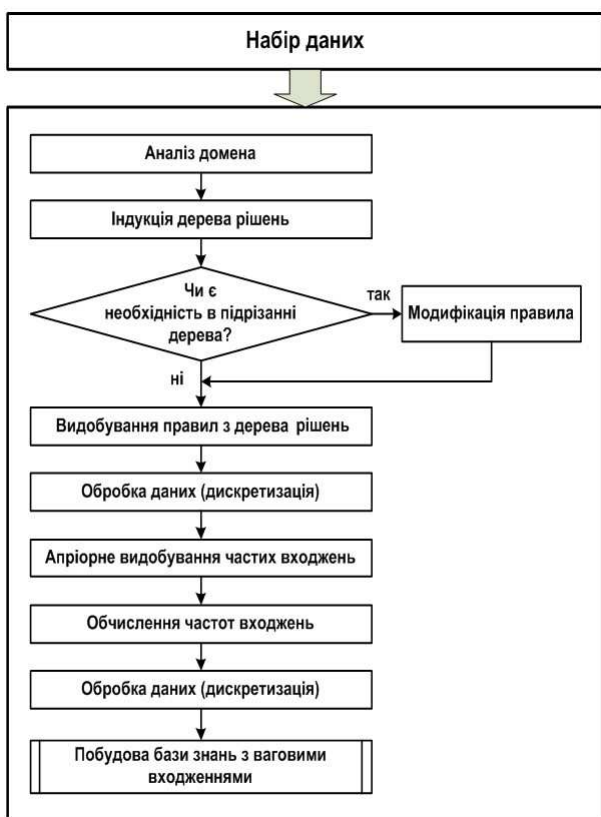 Набір даних
Аналіз домена
Індукція дерева рішень
Чи є
необхідність в підрізанні
дерева?
так
Модифікація правила
ні
Видобування правил з дерева рішень
Обробка даних (дискретизація)
Апріорне видобування частих входжень
Обчислення частот входжень
Обробка даних (дискретизація)
Побудова бази знань з ваговими
входженнями